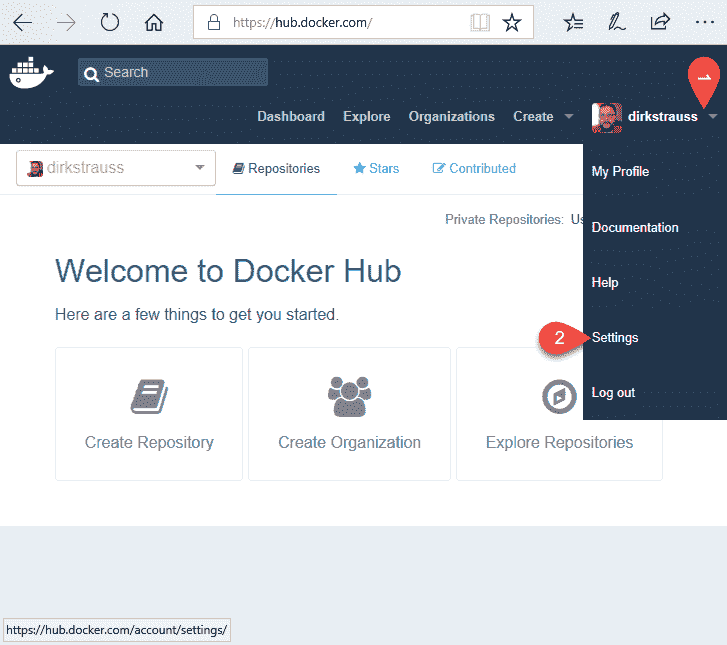 https://hub.docker.com/
Search
1
Dashboard Explore Organizations Create dirkstrauss
dirkstrauss Repositories Stars Contributed
My Profile
Private Repositories: Us
Documentation
Welcome to Docker Hub
Help
Here are a few things to get you started.
2 Settings
Log out
Create Repository Create Organization Explore Repositories
https://hub.docker.com/account/settings/